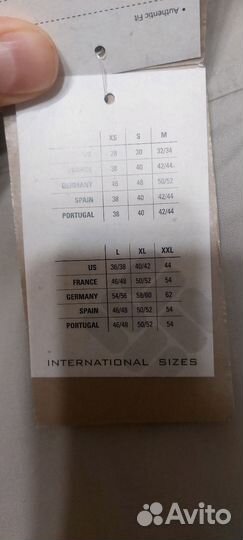 • Authentic Fit
XS S M
US 28 30 32/34
FRANCE 38 40 42/44
GERMANY 46 48 50/52
SPAIN 38 40 42/44
PORTUGAL 38 40 42/44
L XL XXL
US 36/38 40/42 44
FRANCE 46/48 50/52 54
GERMANY 54/56 58/60 62
SPAIN 46/48 50/52 54
PORTUGAL 46/48 50/52 54
INTERNATIONAL SIZES
Avito